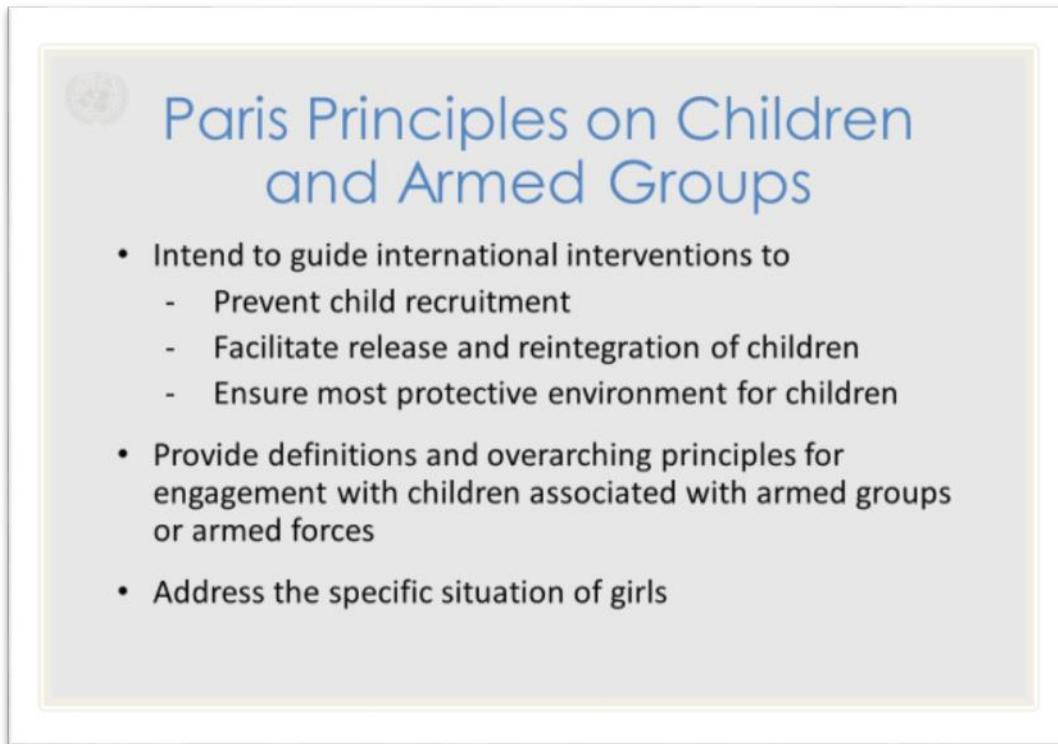 Paris Principles on Children
and Armed Groups
• Intend to guide international interventions to
- Prevent child recruitment
- Facilitate release and reintegration of children
- Ensure most protective environment for children
• Provide definitions and overarching principles for
engagement with children associated with armed groups
or armed forces
• Address the specific situation of girls